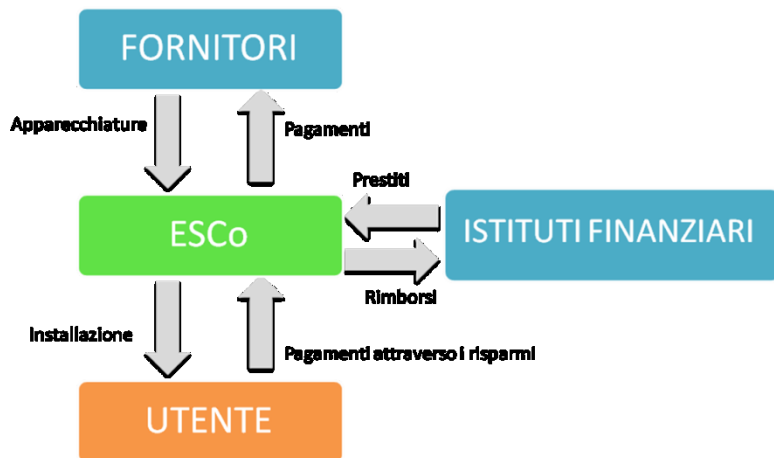 FORNITORI
Apparecchiature
Pagamenti
Prestiti
ESCo
ISTITUTI FINANZIARI
Rimborsi
Installazione
Pagamenti attraverso i risparmi
UTENTE